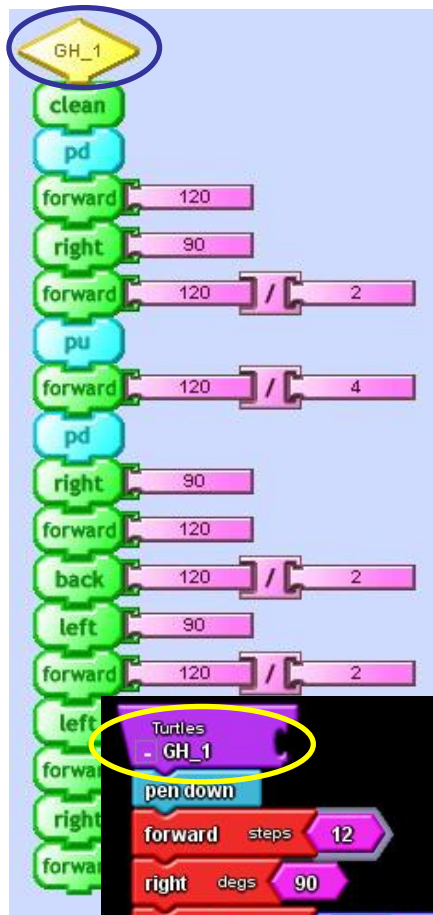 GH_1
clean
pd
forward 120
right 90
forward 120 / 2
pu
forward 120 / 4
pd
right 90
forward 120
back 120 / 2
left 90
forward 120 / 2
left
right
Turtles
- GH_1
pen down
forward steps 12
right degs 90